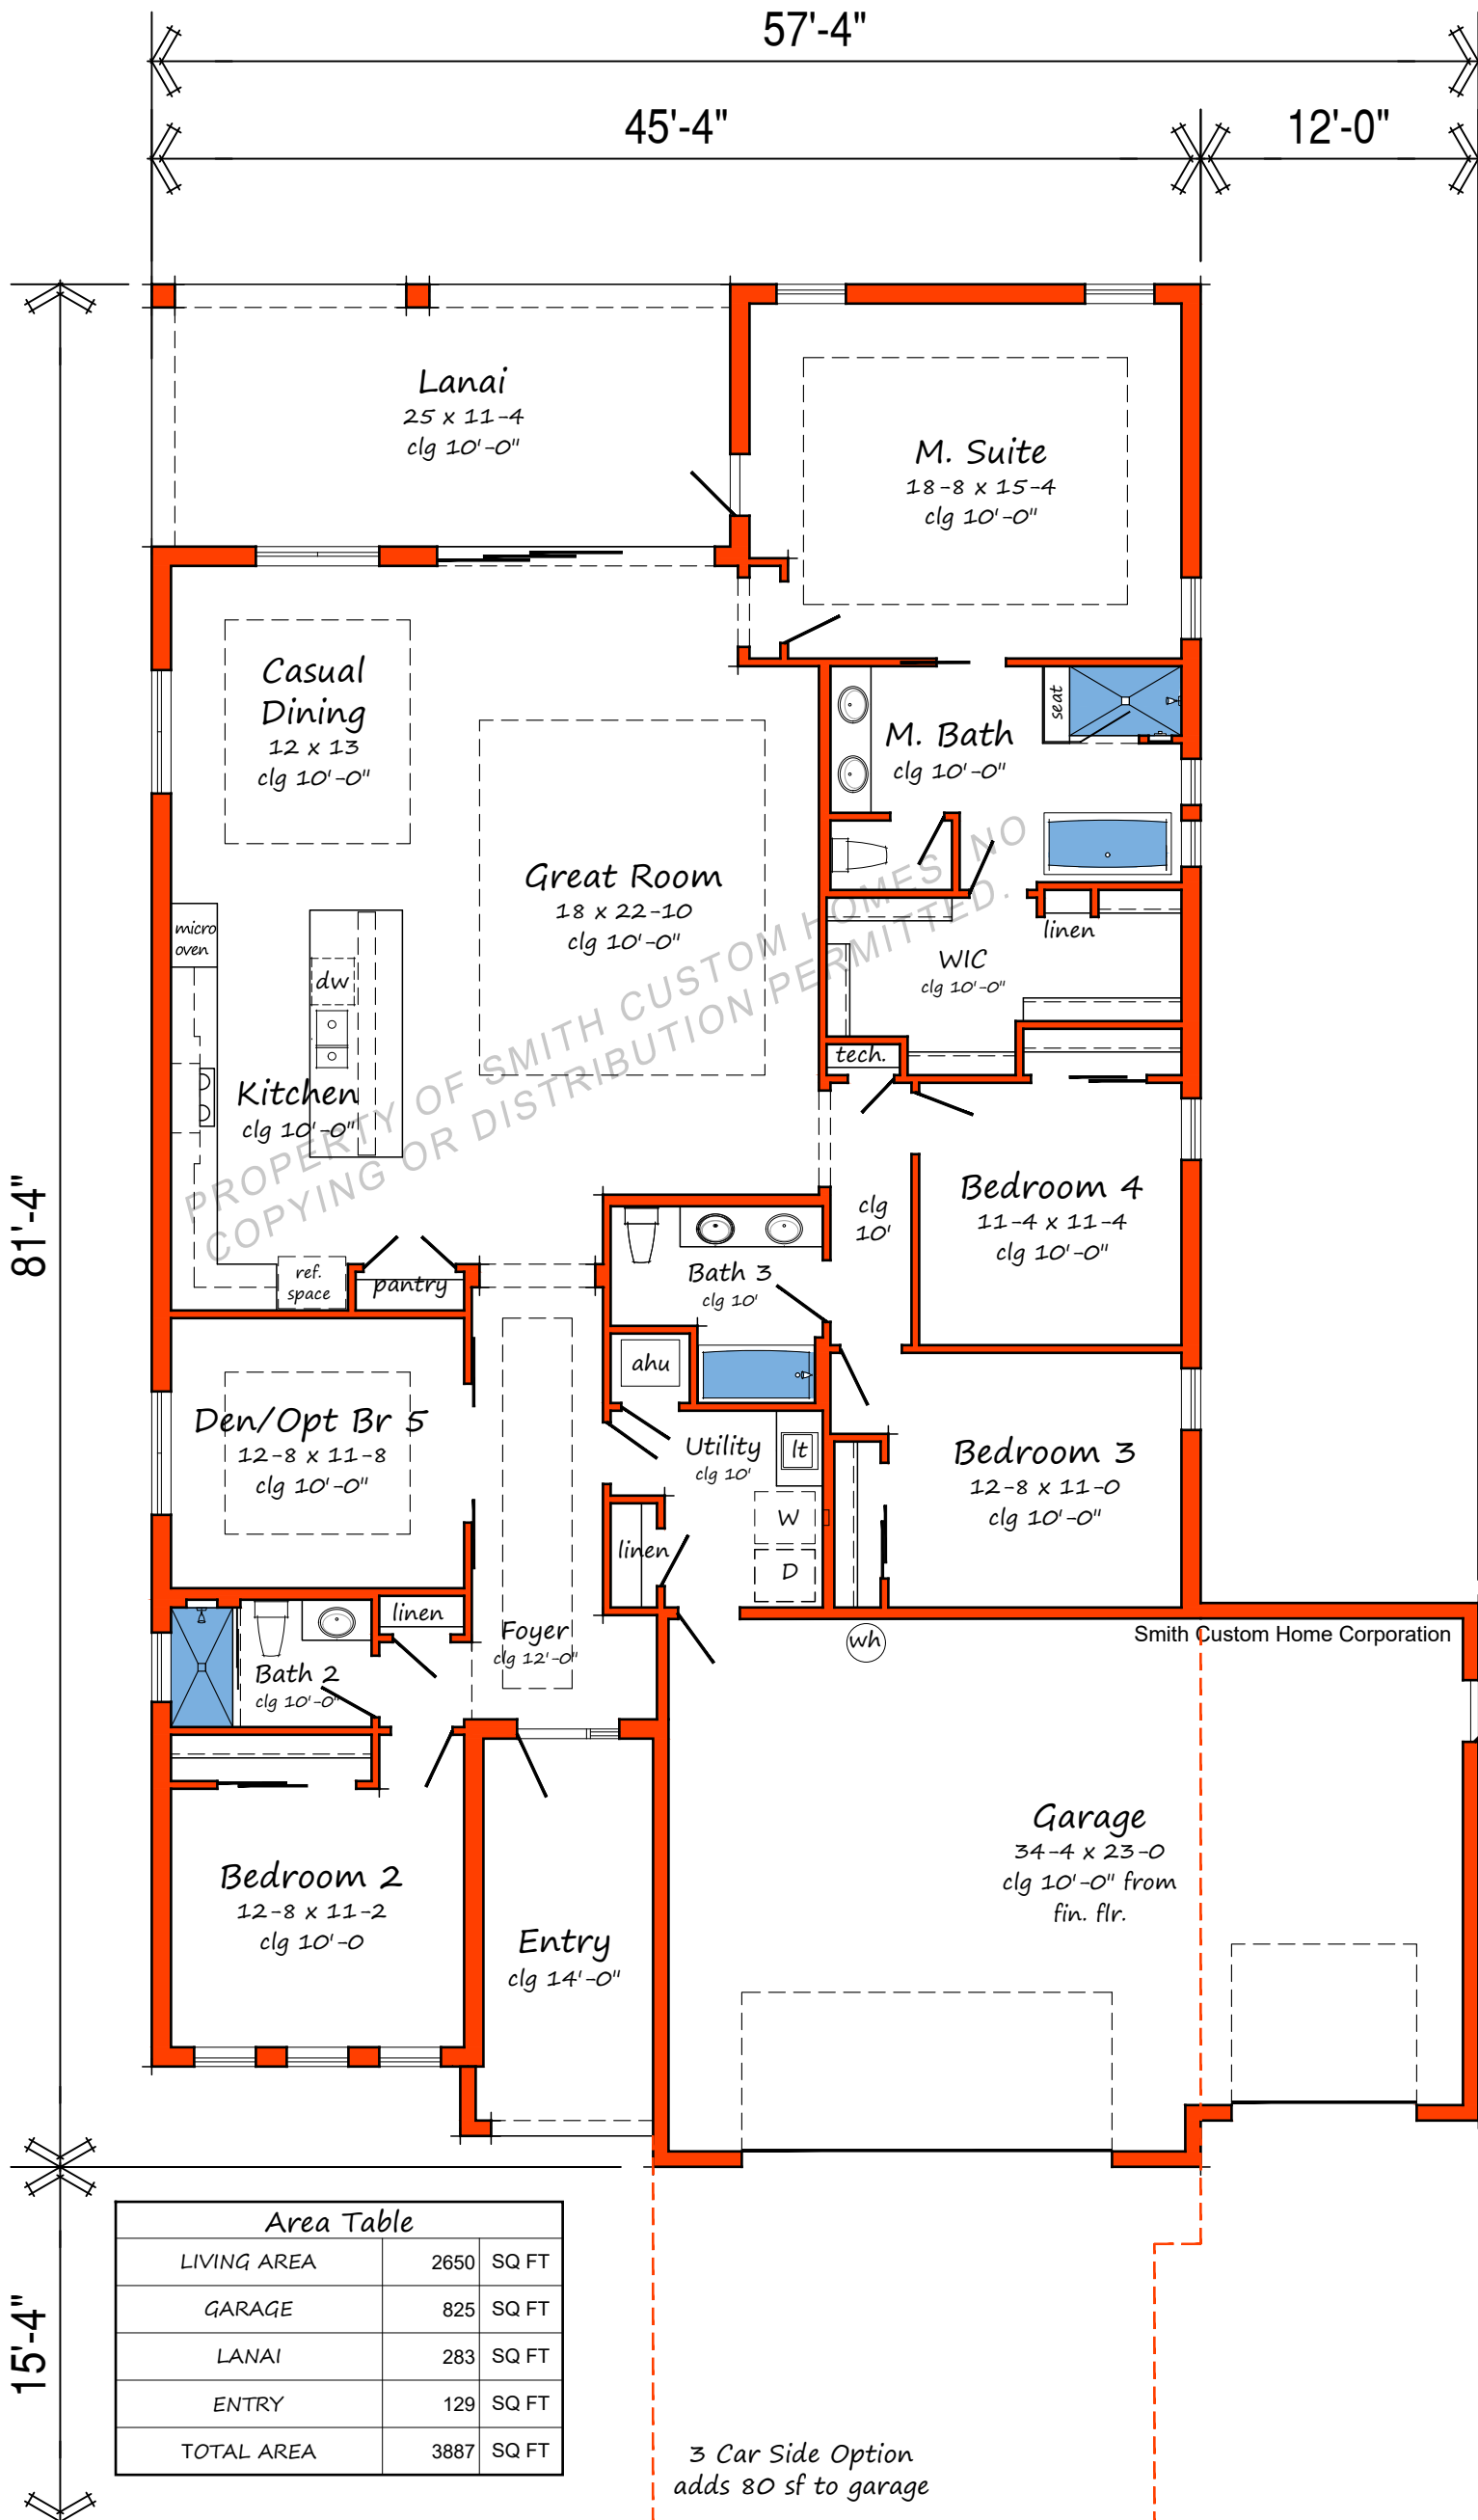 57'-4"
45'-4"
12'-0"
Lanai
25 x 11-4
clg 10'-0"
M. Suite
18-8 x 15-4
clg 10'-0"
Casual
Dining
12 x 13
clg 10'-0"
seat
M. Bath
clg 10'-0"
Great Room
18 x 22-10
clg 10'-0"
micro
oven
dw
linen
WIC
clg 10'-0"
tech.
Kitchen
clg 10'-0"
PROPERTY OF SMITH CUSTOM HOMES, NO
COPYING OR DISTRIBUTION PERMITTED.
81'-4"
Bedroom 4
11-4 x 11-4
clg 10'-0"
clg
10'
Bath 3
clg 10'
ref.
space
pantry
ahu
Den/Opt Br 5
12-8 x 11-8
clg 10'-0"
Utility
clg 10'
lt
Bedroom 3
12-8 x 11-0
clg 10'-0"
W
D
linen
linen
Foyer
clg 12'-0"
wh
Smith Custom Home Corporation
Bath 2
clg 10'-0"
Garage
34-4 x 23-0
clg 10'-0" from
fin. flr.
Bedroom 2
12-8 x 11-2
clg 10'-0
Entry
clg 14'-0"
Area Table
LIVING AREA 2650 SQ FT
GARAGE 825 SQ FT
LANAI 283 SQ FT
ENTRY 129 SQ FT
TOTAL AREA 3887 SQ FT
15'-4"
3 Car Side Option
adds 80 sf to garage